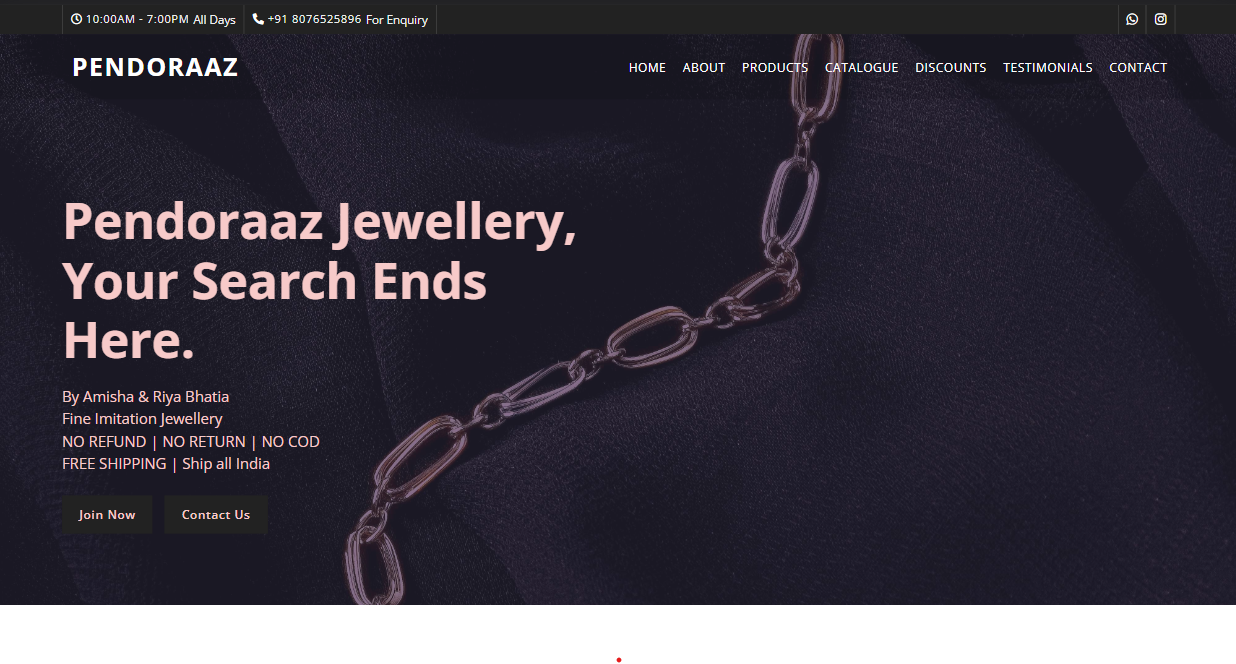 10:00AM - 7:00PM All Days +91 8076525896 For Enquiry
PENDORAAZ
HOME ABOUT PRODUCTS CATALOGUE DISCOUNTS TESTIMONIALS CONTACT
Pendoraaz Jewellery,
Your Search Ends
Here.
By Amisha & Riya Bhatia
Fine Imitation Jewellery
NO REFUND | NO RETURN | NO COD
FREE SHIPPING | Ship all India
Join Now Contact Us